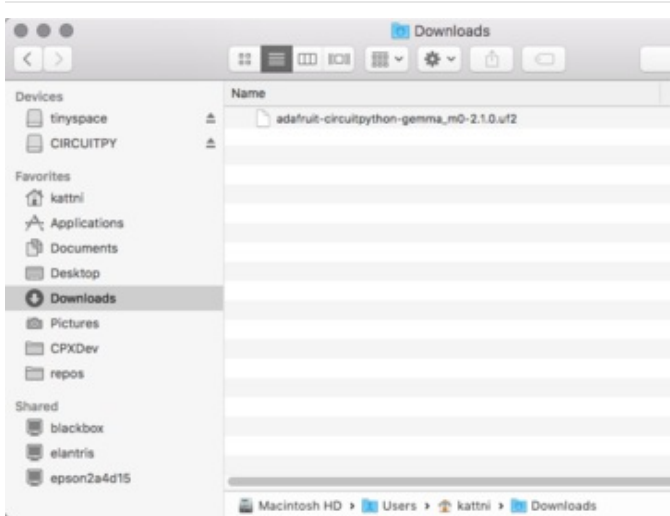 Downloads
Devices
tinyspace
CIRCUITPY
Favorites
kattni
Applications
Documents
Desktop
Downloads
Pictures
CPXDev
repos
Shared
blackbox
elantris
epson2a4d15
Name
adafruit-circuitpython-gemma_m0-2.1.0.uf2
Macintosh HD › Users › kattni › Downloads